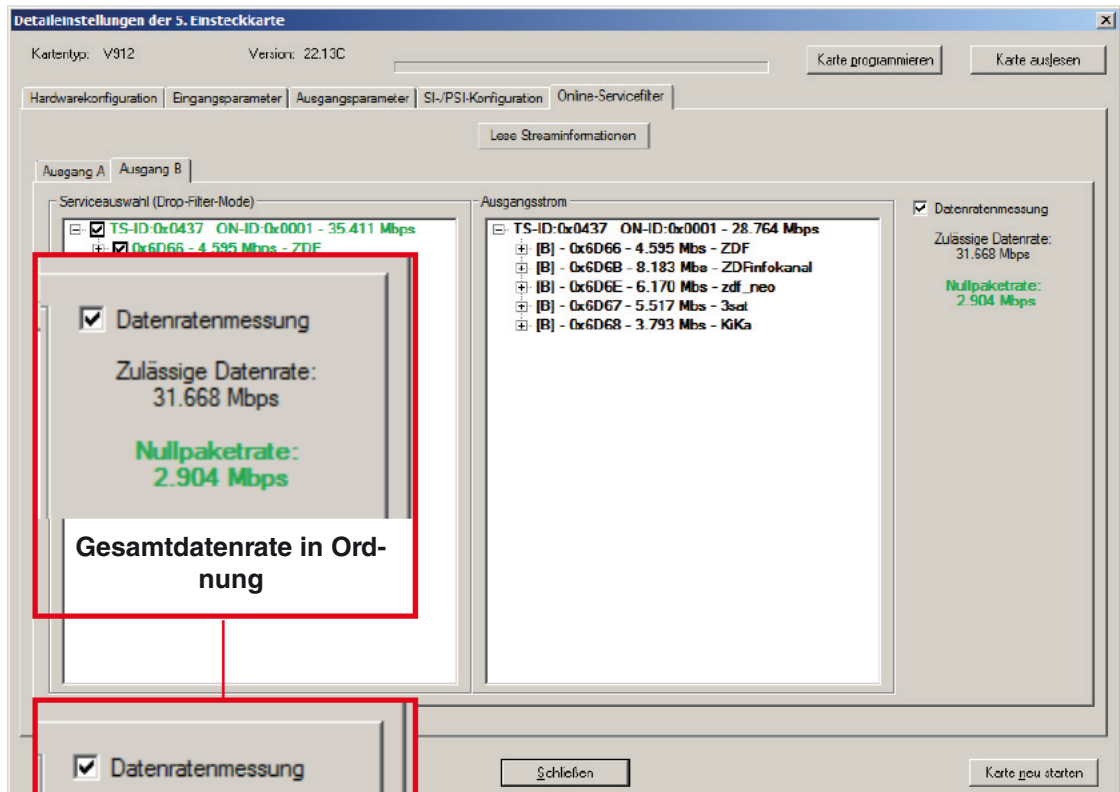 Detaileinstellungen der 5. Einsteckkarte
Kartentyp: V912 Version: 22.13C
Karte programmieren
Karte auslesen
Hardwarekonfiguration
Eingangsparameter
Ausgangsparameter
SI-/PSI-Konfiguration
Online-Servicefilter
Lese Streaminformationen
Ausgang A
Ausgang B
Serviceauswahl (Drop-Filter-Mode)
TS-ID:0x0437 ON-ID:0x0001 - 35.411 Mbps
0x6D66 - 4.595 Mbps - ZDF
Ausgangsstrom
TS-ID:0x0437 ON-ID:0x0001 - 28.764 Mbps
[B] - 0x6D66 - 4.595 Mbs - ZDF
[B] - 0x6D6B - 8.183 Mbs - ZDFinfokanal
[B] - 0x6D6E - 6.170 Mbs - zdf_neo
[B] - 0x6D67 - 5.517 Mbs - 3sat
[B] - 0x6D68 - 3.793 Mbs - KiKa
Datenratenmessung
Zulässige Datenrate:
31.668 Mbps
Nullpaketrate:
2.904 Mbps
Datenratenmessung
Zulässige Datenrate:
31.668 Mbps
Nullpaketrate:
2.904 Mbps
Gesamtdatenrate in Ord-
nung
Datenratenmessung
Schließen
Karte neu starten